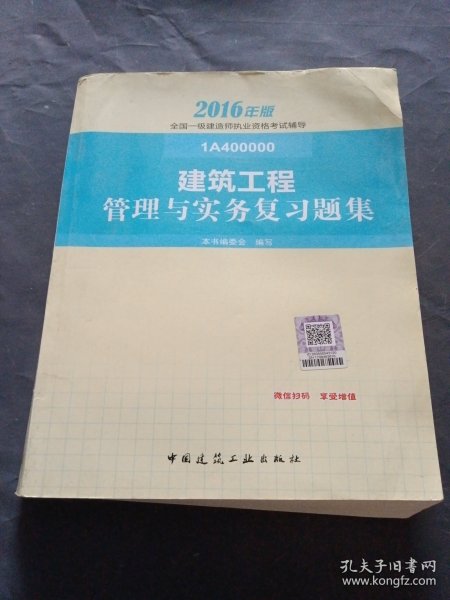 2016年版
全国一级建造师执业资格考试辅导
1A400000
建筑工程
管理与实务复习题集
本书编委会 编写
微信扫码 享受增值
中国建筑工业出版社
孔夫子旧书网
www.kongfz.com